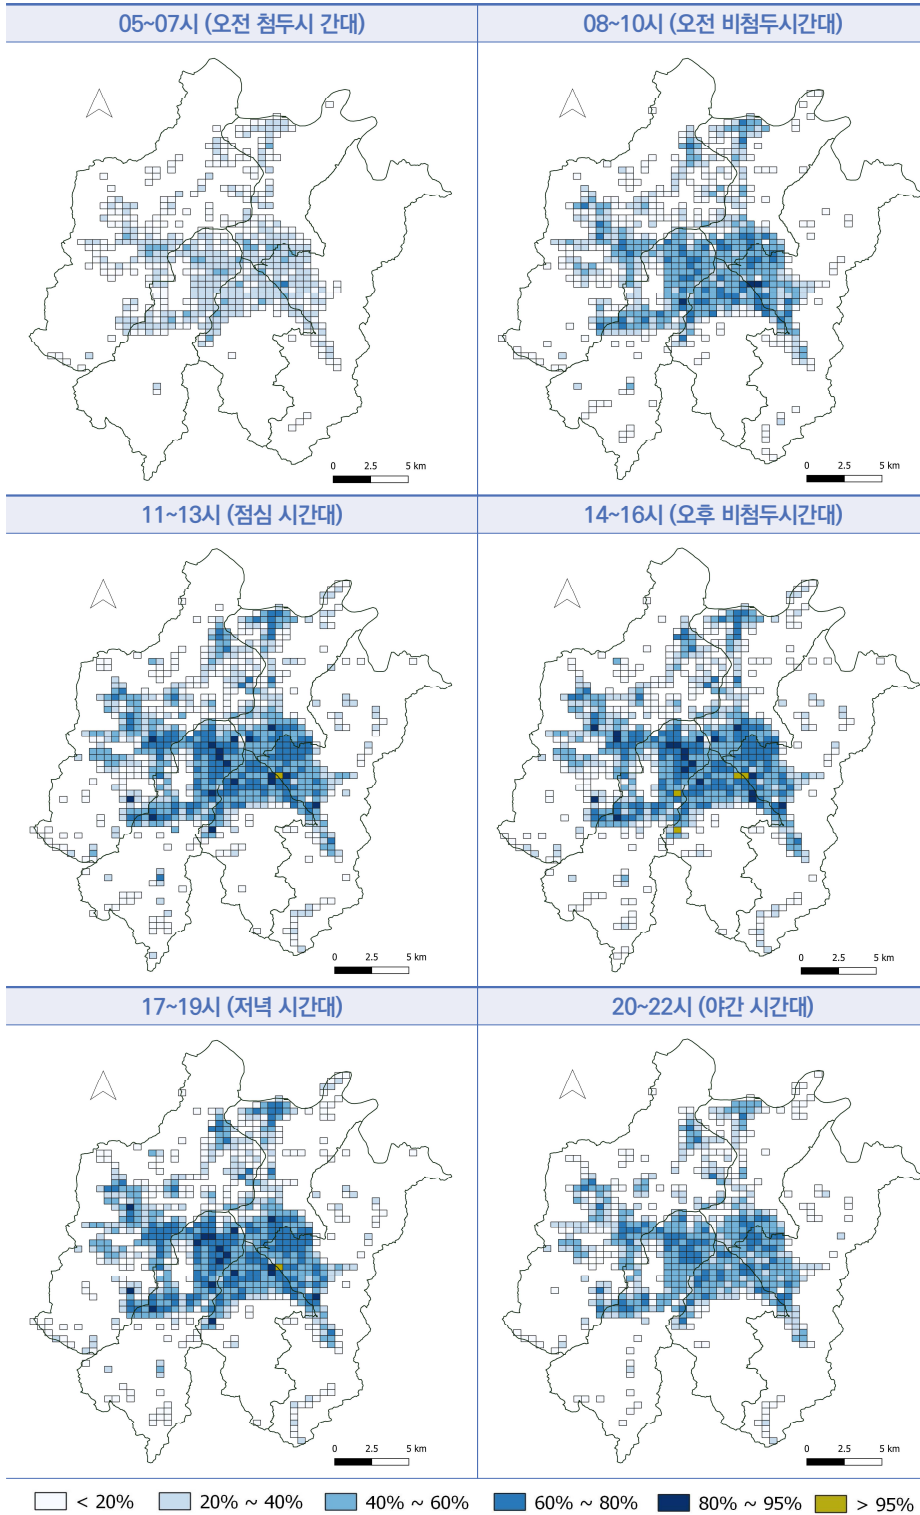 05~07시 (오전 첨두시 간대)
08~10시 (오전 비첨두시간대)
0 2.5 5 km
0 2.5 5 km
11~13시 (점심 시간대)
14~16시 (오후 비첨두시간대)
0 2.5 5 km
0 2.5 5 km
17~19시 (저녁 시간대)
20~22시 (야간 시간대)
0 2.5 5 km
0 2.5 5 km
< 20% 20% ~ 40% 40% ~ 60% 60% ~ 80% 80% ~ 95% > 95%